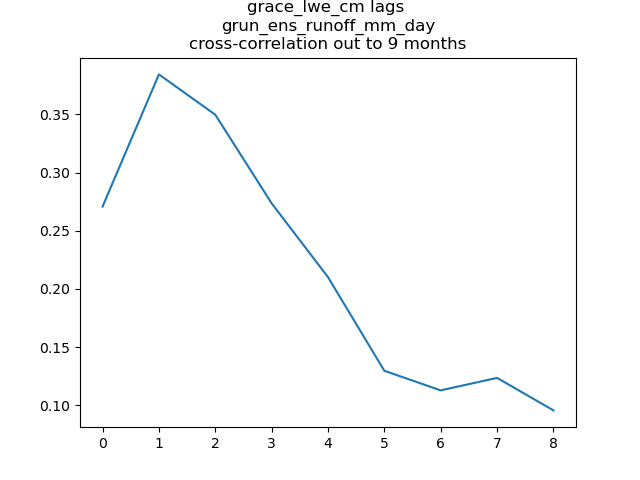 grace_lwe_cm lags
grun_ens_runoff_mm_day
cross-correlation out to 9 months
0.35
0.30
0.25
0.20
0.15
0.10
0 1 2 3 4 5 6 7 8